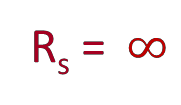 Rₛ = ∞